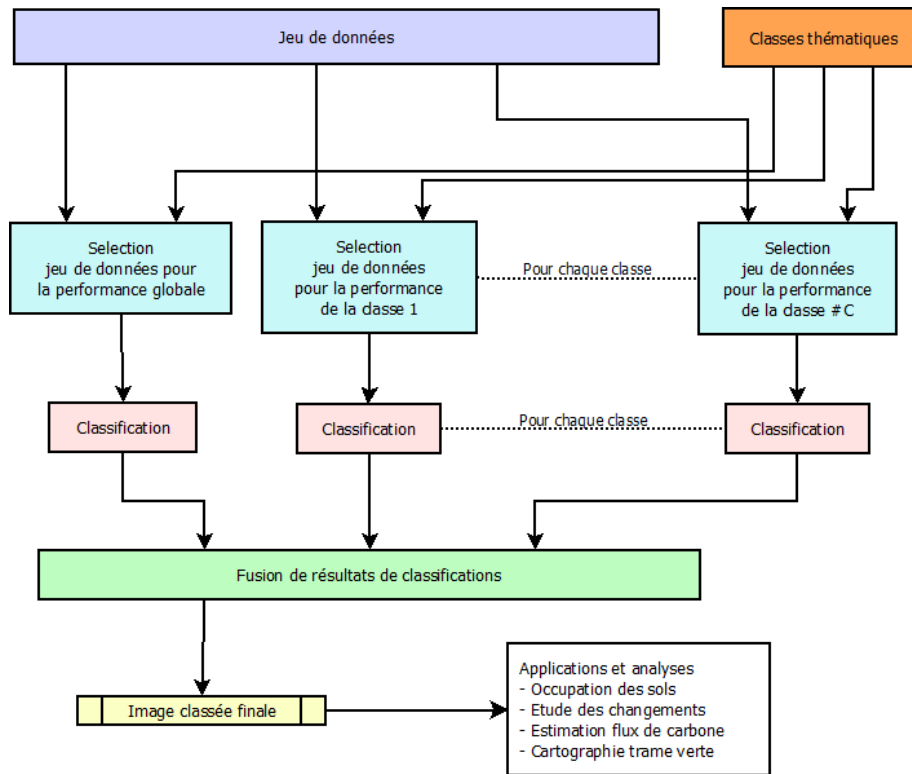 Jeu de données
Classes thématiques
Selection
jeu de données pour
la performance globale
Selection
jeu de données
pour la performance
de la classe 1
Pour chaque classe
Selection
jeu de données
pour la performance
de la classe #C
Classification
Classification
Pour chaque classe
Classification
Fusion de résultats de classifications
Image classée finale
Applications et analyses
- Occupation des sols
- Etude des changements
- Estimation flux de carbone
- Cartographie trame verte